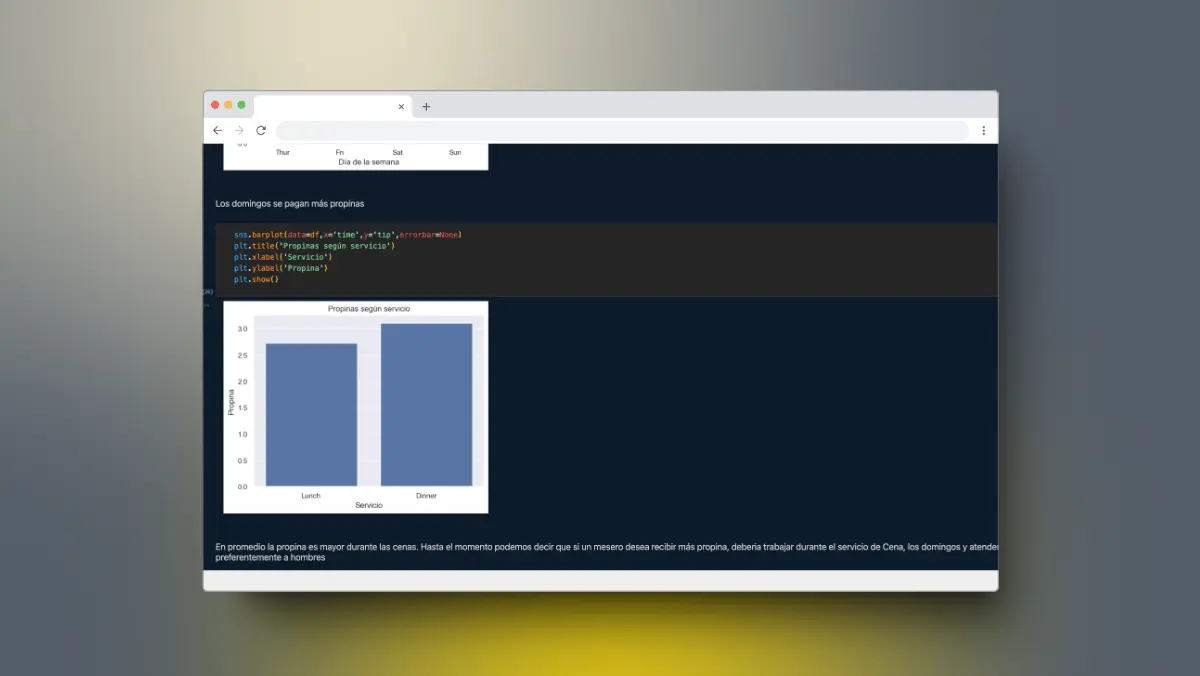 0.0
Thur Fri Sat Sun
Día de la semana
Los domingos se pagan más propinas
sns.barplot(data=df,x='time',y='tip',errorbar=None)
plt.title('Propinas según servicio')
plt.xlabel('Servicio')
plt.ylabel('Propina')
plt.show()
Propinas según servicio
3.0
2.5
2.0
1.5
1.0
0.5
0.0
Propina
Lunch Dinner
Servicio
En promedio la propina es mayor durante las cenas. Hasta el momento podemos decir que si un mesero desea recibir más propina, debería trabajar durante el servicio de Cena, los domingos y atender
preferentemente a hombres